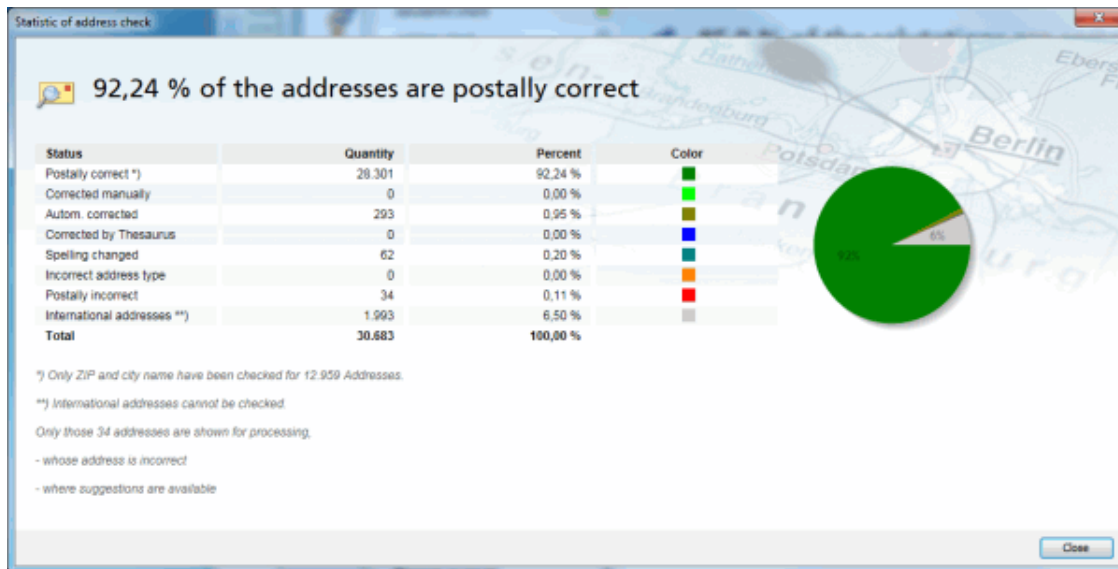 Statistic of address check
92,24 % of the addresses are postally correct
Status Quantity Percent Color
Postally correct *) 28.301 92,24 %
Corrected manually 0 0,00 %
Autom. corrected 293 0,95 %
Corrected by Thesaurus 0 0,00 %
Spelling changed 62 0,20 %
Incorrect address type 0 0,00 %
Postally incorrect 34 0,11 %
International addresses **) 1.993 6,50 %
Total 30.683 100,00 %
92%
6%
Berlin
Potsdam
*) Only ZIP and city name have been checked for 12.959 Addresses.
**) International addresses cannot be checked.
Only those 34 addresses are shown for processing,
- whose address is incorrect
- where suggestions are available
Close